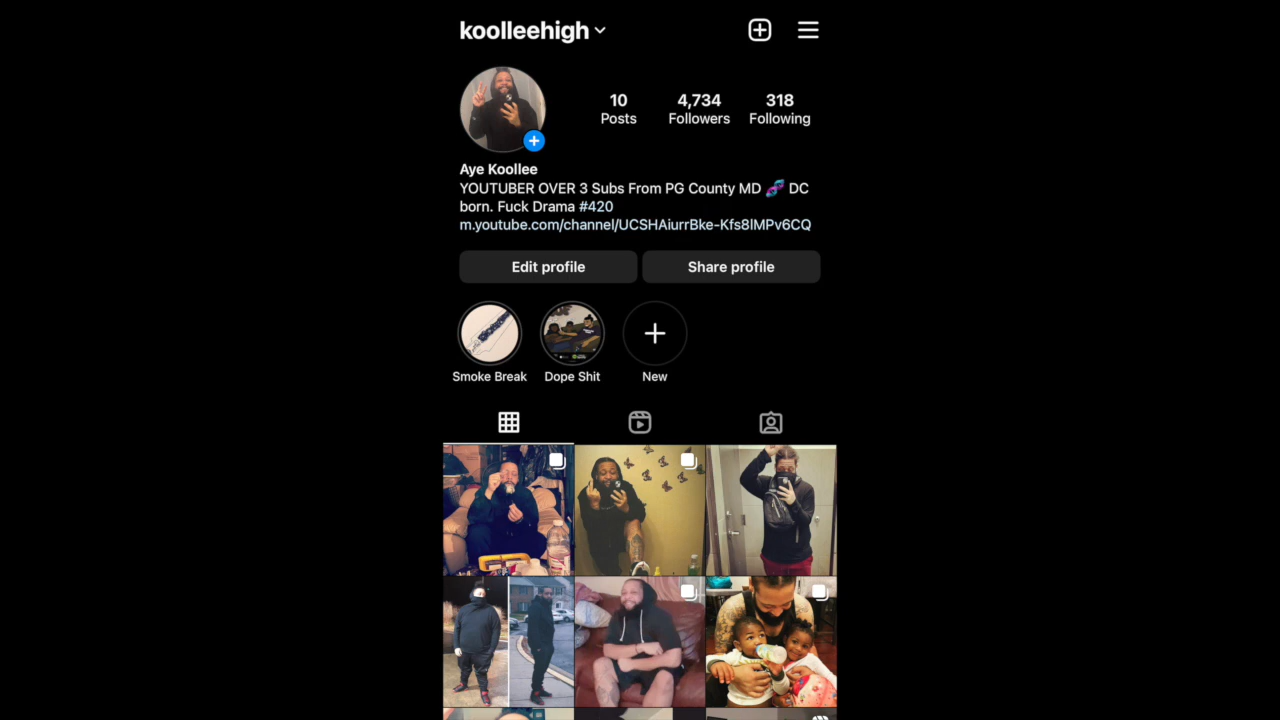 koolleehigh
10 4,734 318
Posts Followers Following
Aye Koollee
YOUTUBER OVER 3 Subs From PG County MD 🧬 DC
born. Fuck Drama #420
m.youtube.com/channel/UCSHAiurrBke-Kfs8IMPv6CQ
Edit profile Share profile
Smoke Break Dope Shit New